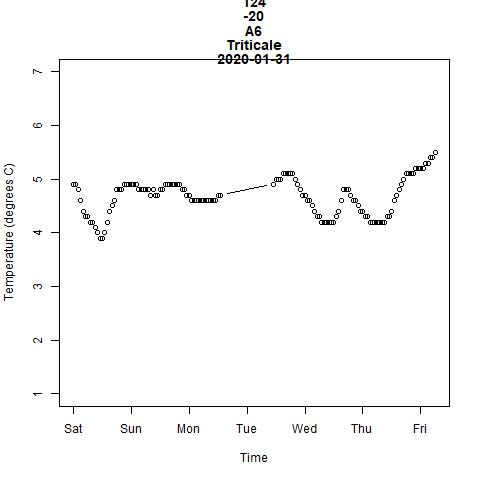 124
-20
A6
Triticale
2020-01-31
7
6
5
4
3
2
1
Temperature (degrees C)
Sat Sun Mon Tue Wed Thu Fri
Time